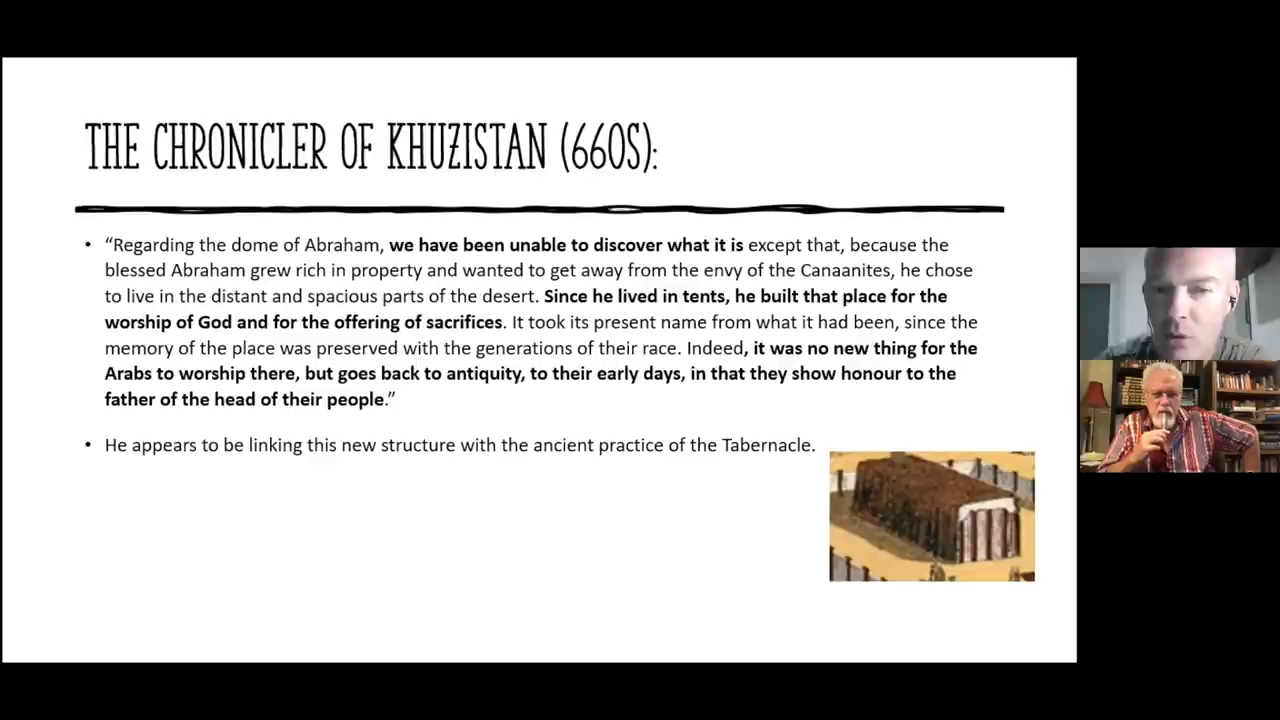 THE CHRONICLER OF KHUZISTAN (660S):
• “Regarding the dome of Abraham, we have been unable to discover what it is except that, because the
blessed Abraham grew rich in property and wanted to get away from the envy of the Canaanites, he chose
to live in the distant and spacious parts of the desert. Since he lived in tents, he built that place for the
worship of God and for the offering of sacrifices. It took its present name from what it had been, since the
memory of the place was preserved with the generations of their race. Indeed, it was no new thing for the
Arabs to worship there, but goes back to antiquity, to their early days, in that they show honour to the
father of the head of their people.”
• He appears to be linking this new structure with the ancient practice of the Tabernacle.